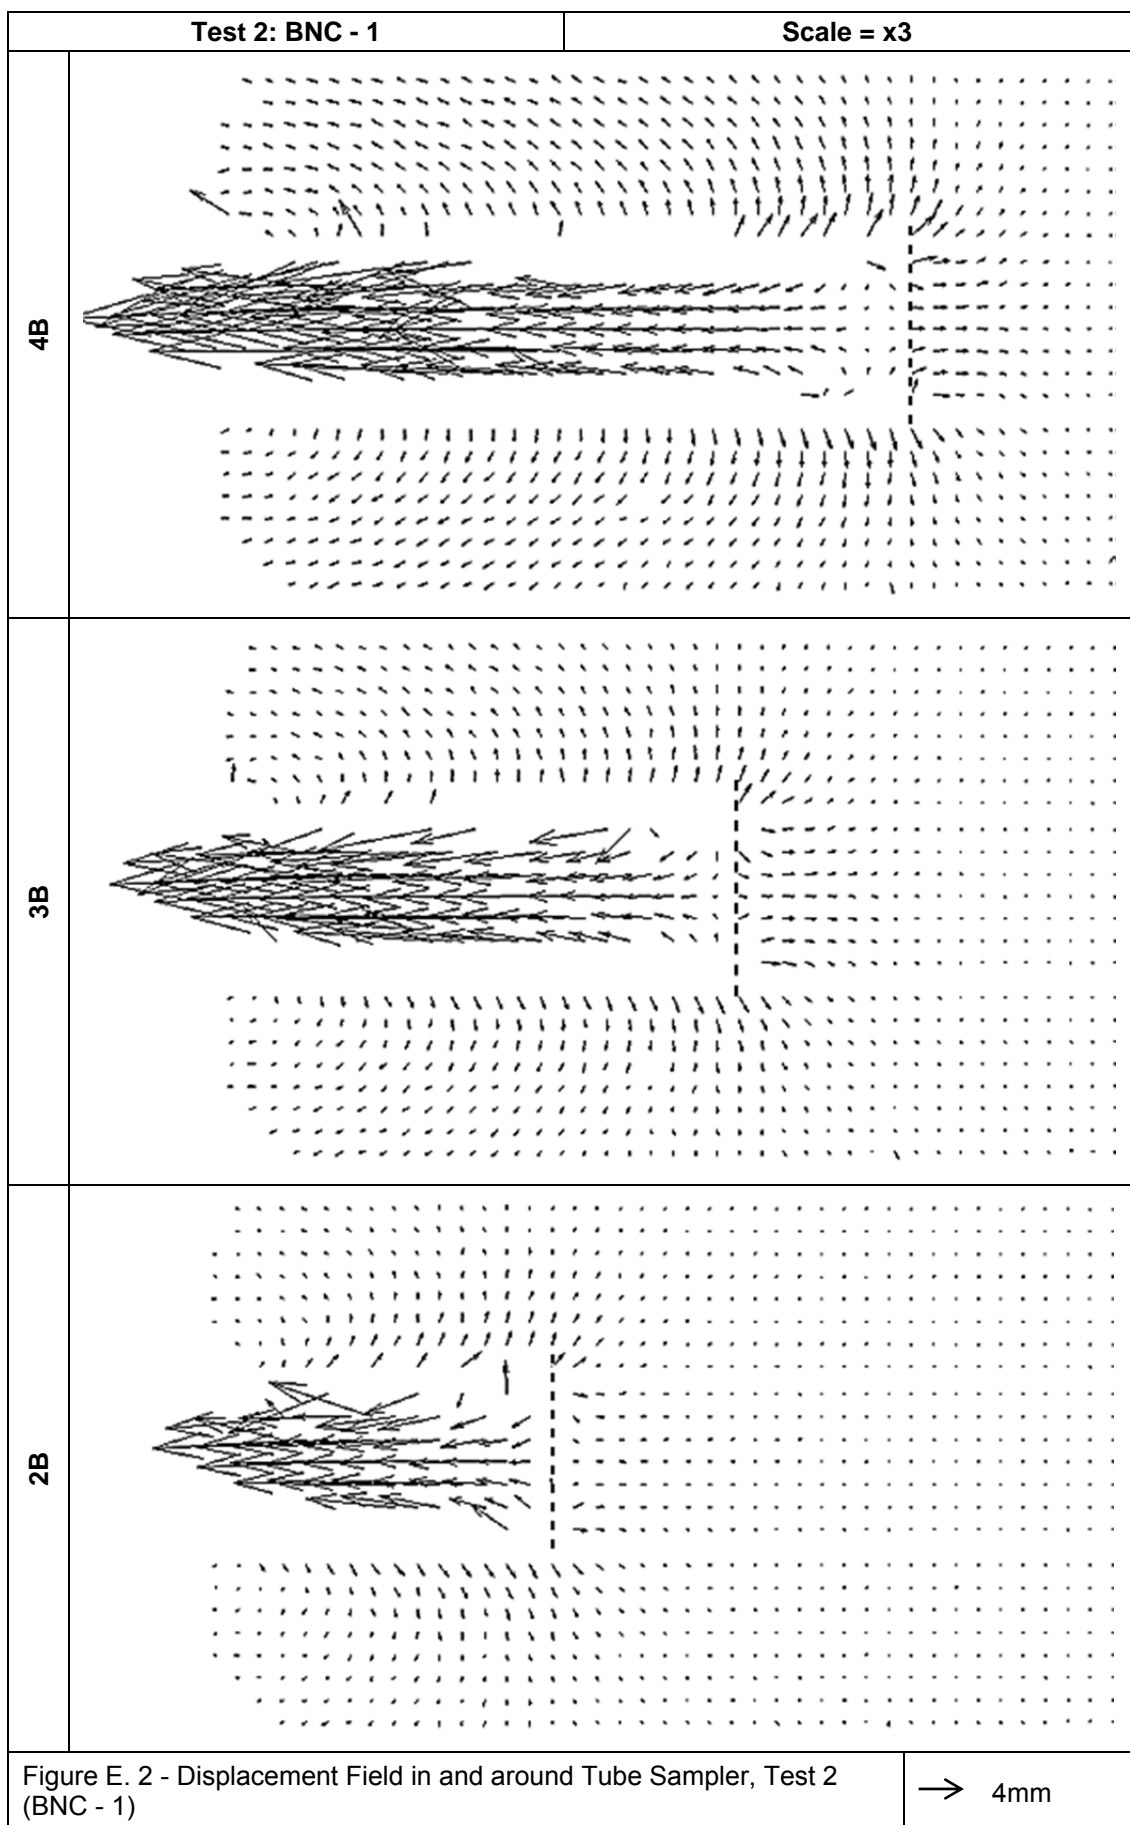 Test 2: BNC - 1
Scale = x3
4B
3B
2B
Figure E. 2 - Displacement Field in and around Tube Sampler, Test 2
(BNC - 1)
4mm